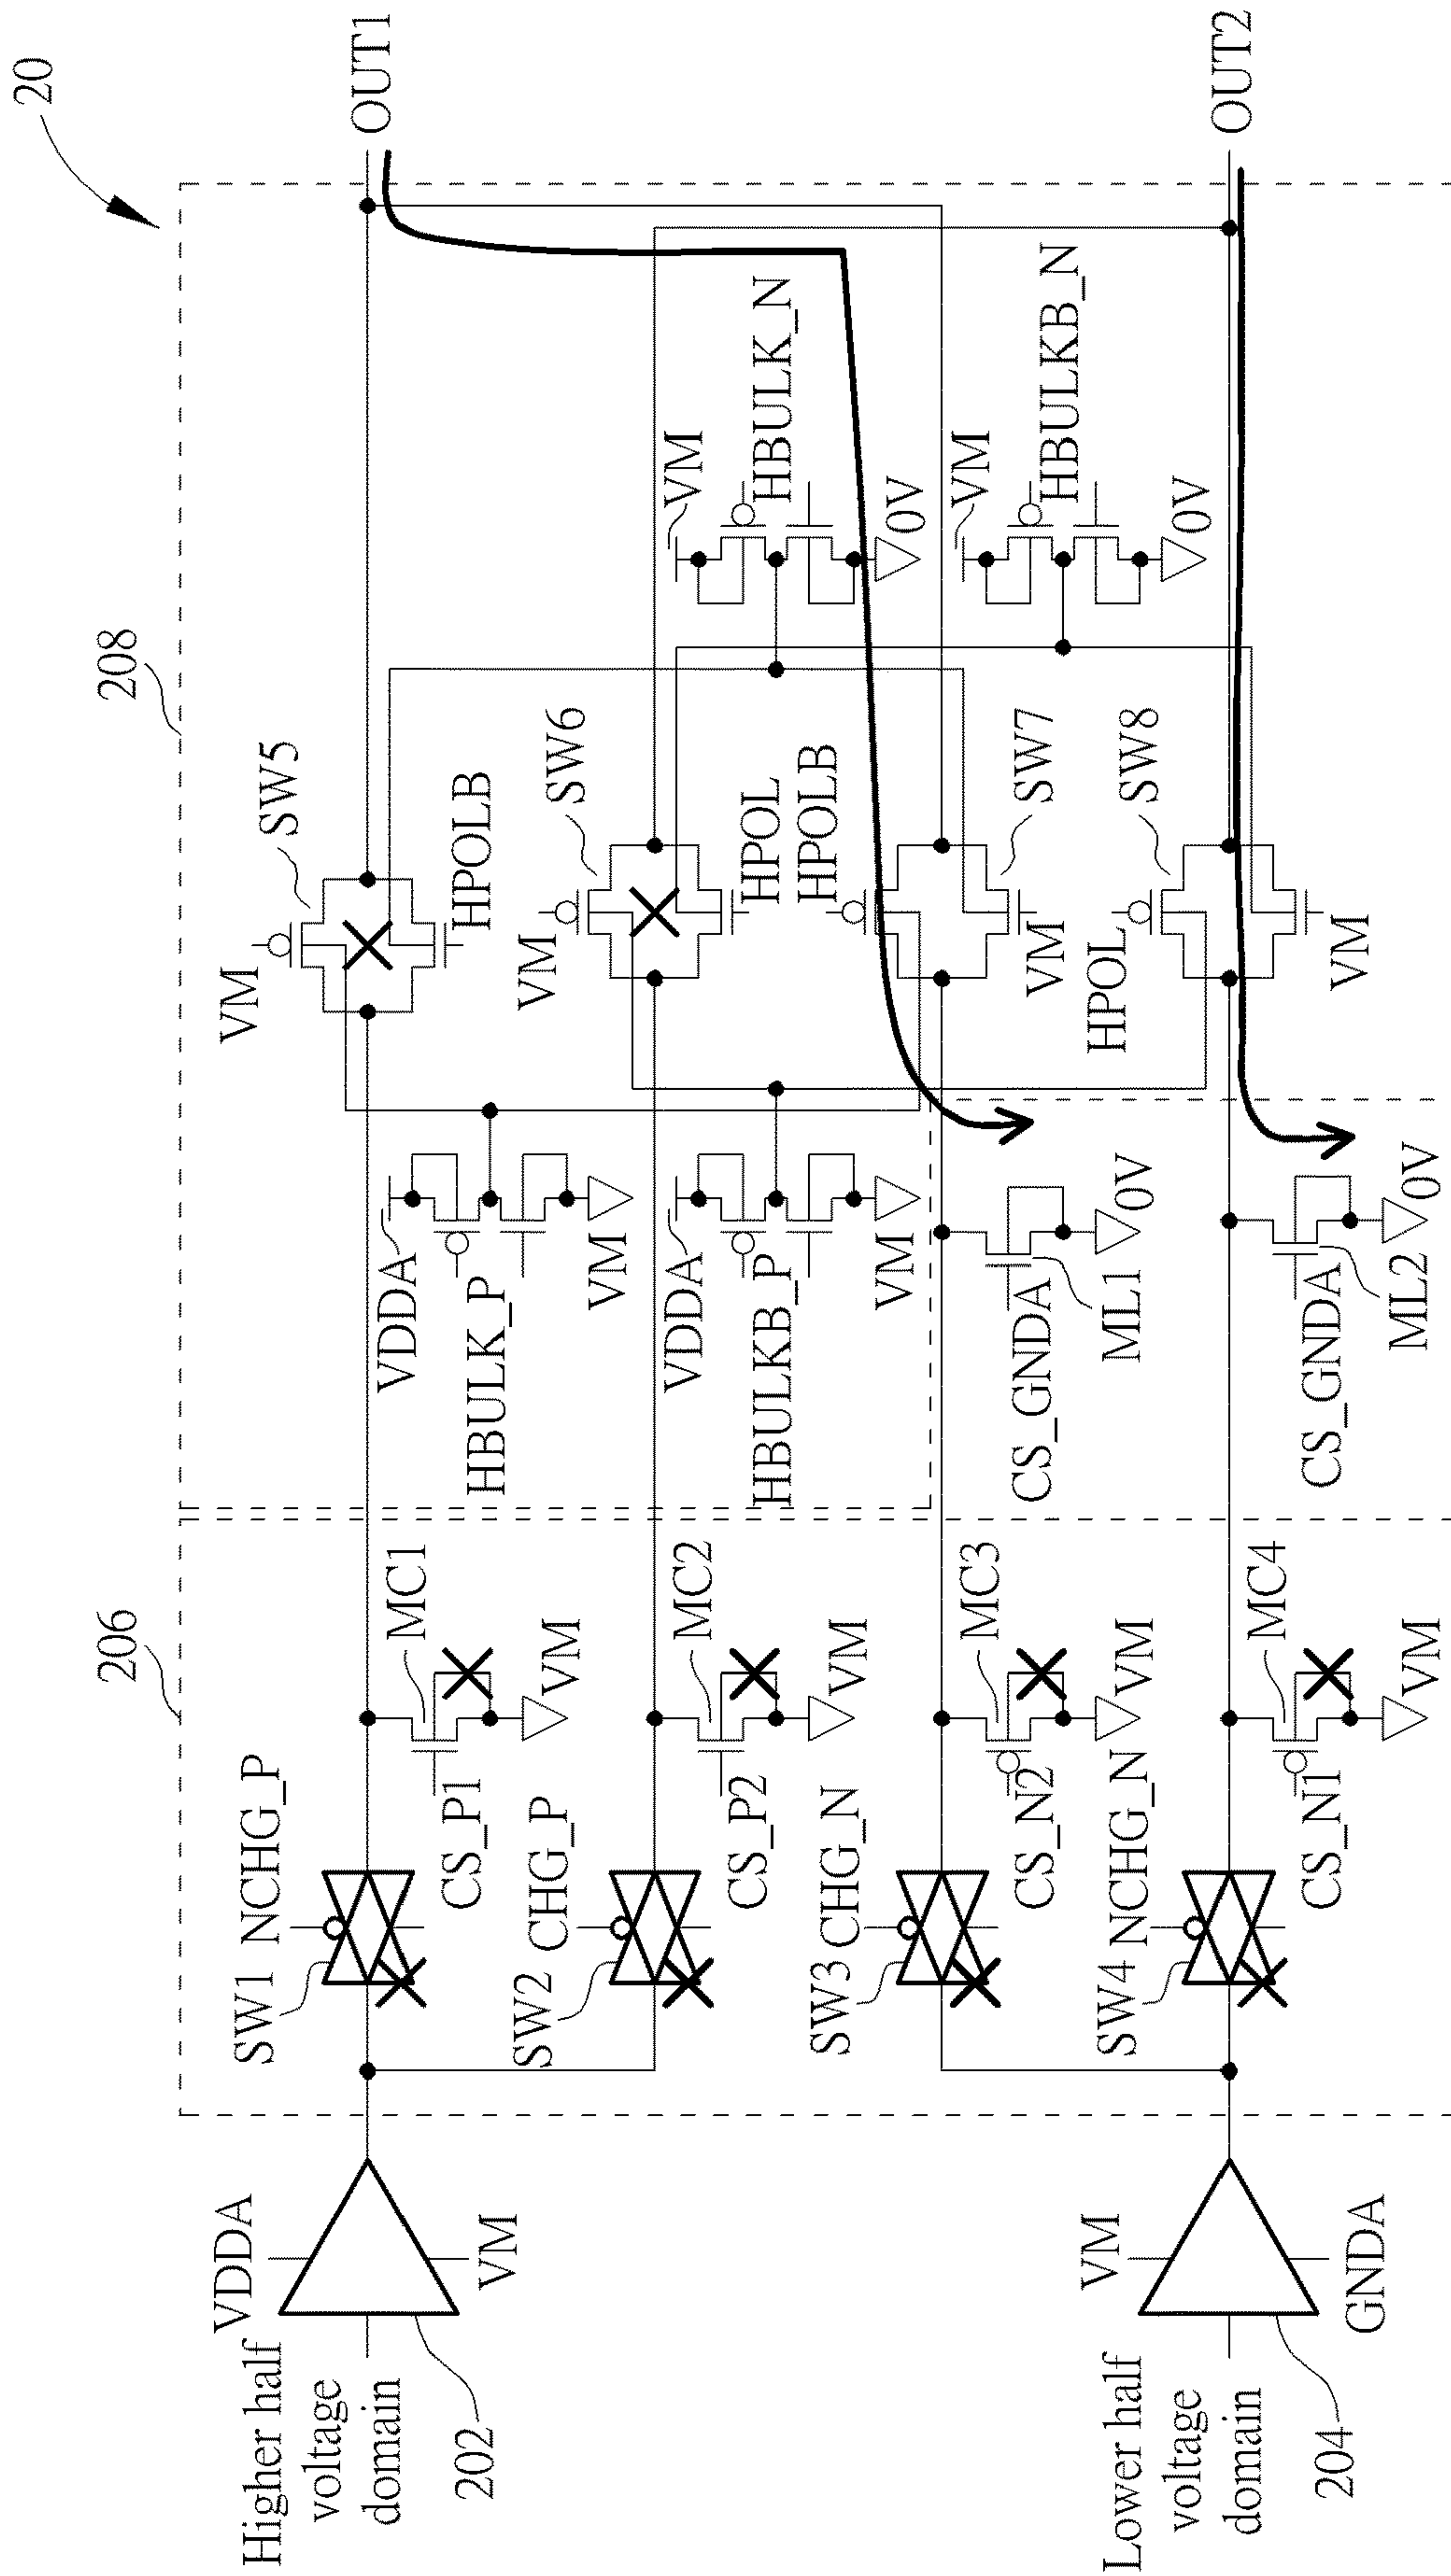 20
206
208
VDDA
Higher half
voltage
domain
202
VM
SW1
NCHG_P
MC1
CS_P1
VM
VDDA
HBULK_P
VM
VM
SW5
HPOLB
OUT1
SW2
CHG_P
MC2
CS_P2
VM
VDDA
HBULKB_P
VM
VM
SW6
HPOL
VM
HBULK_N
0V
SW3
CHG_N
MC3
CS_N2
VM
CS_GNDA
ML1
0V
HPOLB
SW7
VM
VM
HBULKB_N
0V
VM
Lower half
voltage
domain
204
GNDA
SW4
NCHG_N
MC4
CS_N1
VM
CS_GNDA
ML2
0V
HPOL
SW8
VM
OUT2